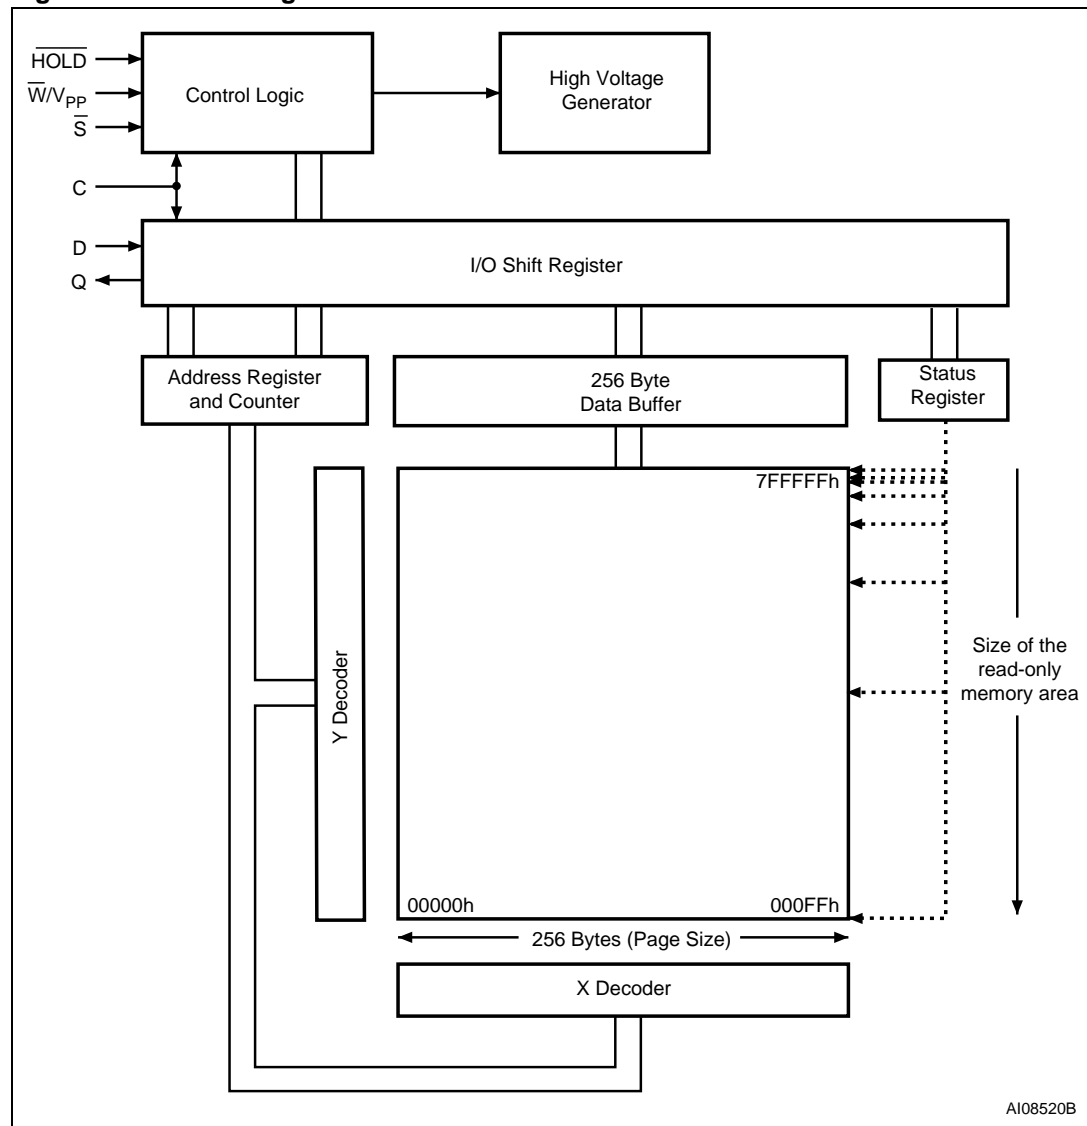 HOLD
W/VPP
S
Control Logic
High Voltage
Generator
C
D
Q
I/O Shift Register
Address Register
and Counter
256 Byte
Data Buffer
Status
Register
7FFFFFh
Y Decoder
Size of the
read-only
memory area
00000h
000FFh
256 Bytes (Page Size)
X Decoder
AI08520B